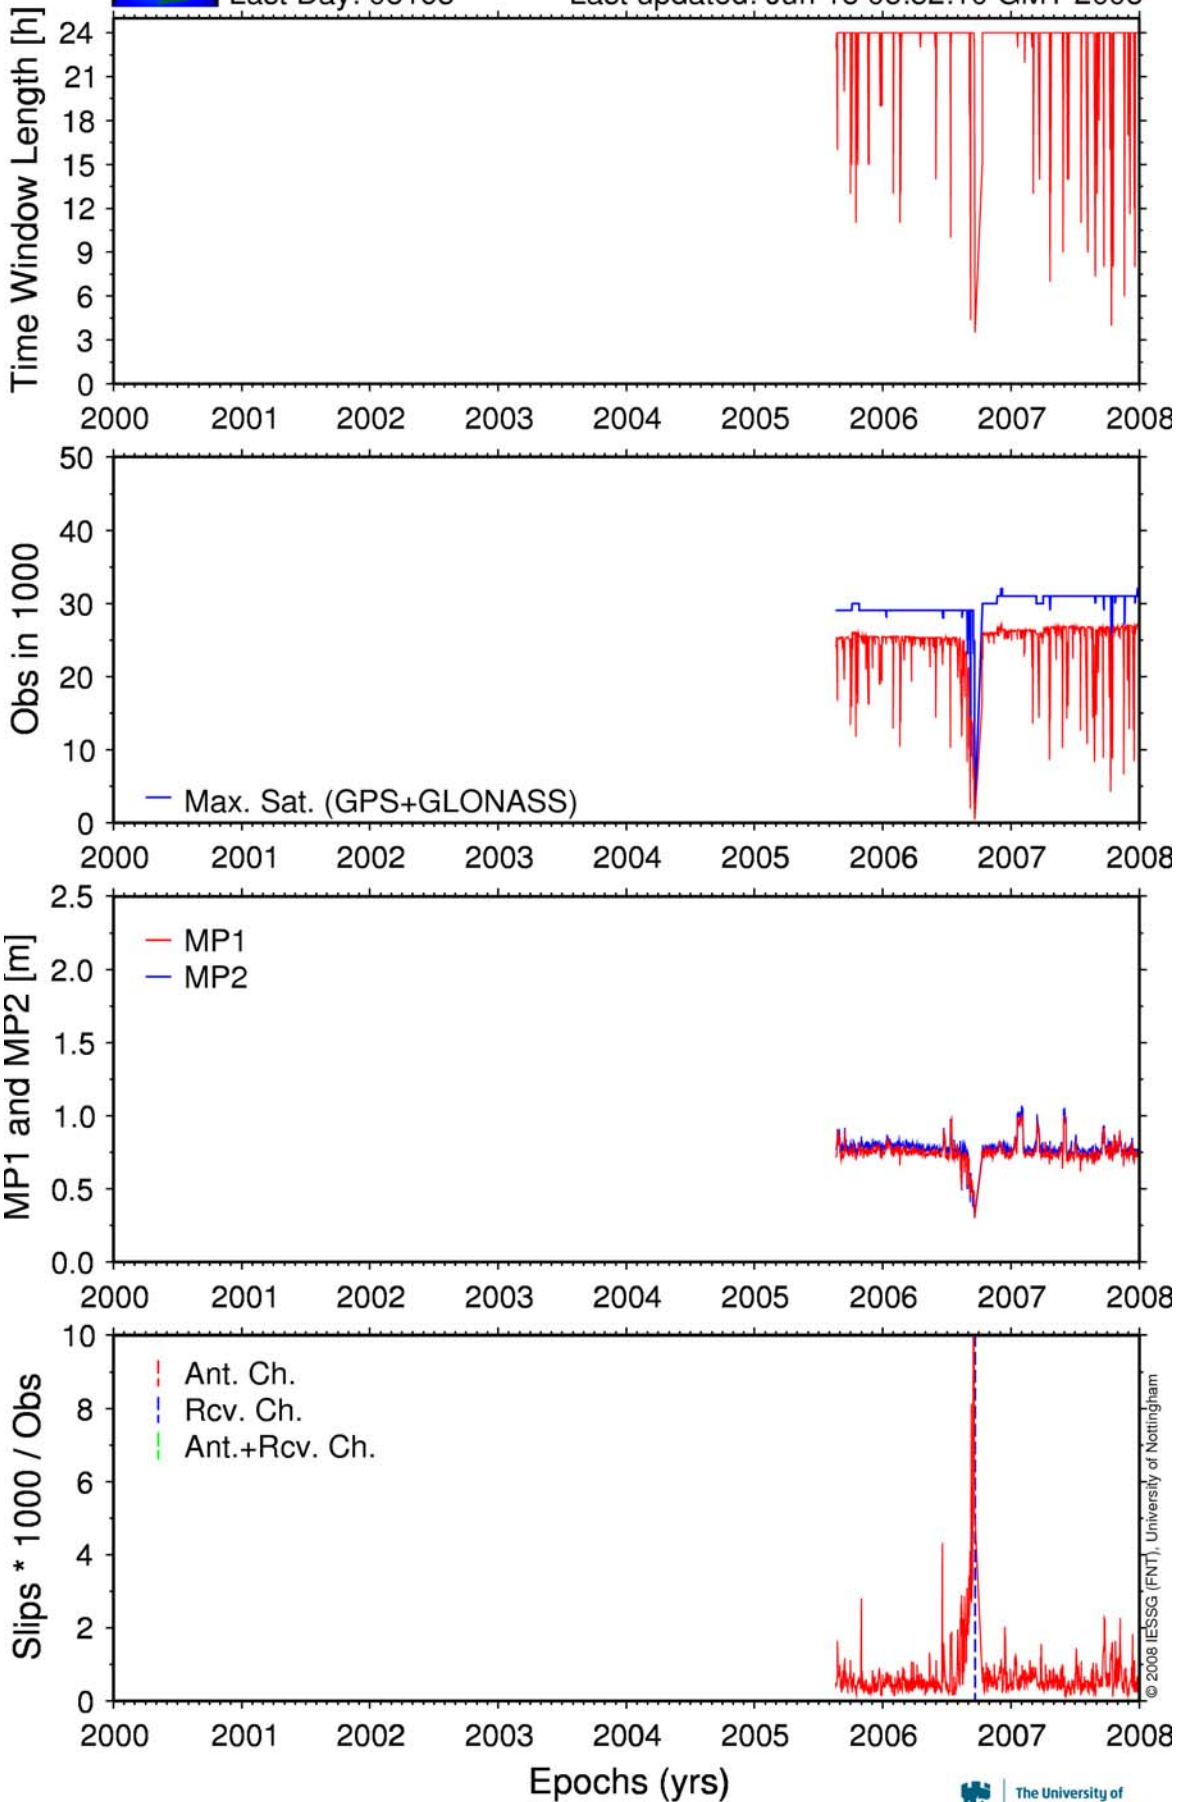 Time Window Length [h]
24
21
18
15
12
9
6
3
0
2000 2001 2002 2003 2004 2005 2006 2007 2008
Obs in 1000
50
40
30
20
10
0
Max. Sat. (GPS+GLONASS)
2000 2001 2002 2003 2004 2005 2006 2007 2008
MP1 and MP2 [m]
2.5
2.0
1.5
1.0
0.5
0.0
MP1
MP2
2000 2001 2002 2003 2004 2005 2006 2007 2008
Slips * 1000 / Obs
10
8
6
4
2
0
Ant. Ch.
Rcv. Ch.
Ant.+Rcv. Ch.
© 2008 IESSG (FNT), University of Nottingham
2000 2001 2002 2003 2004 2005 2006 2007 2008
Epochs (yrs)
The University of